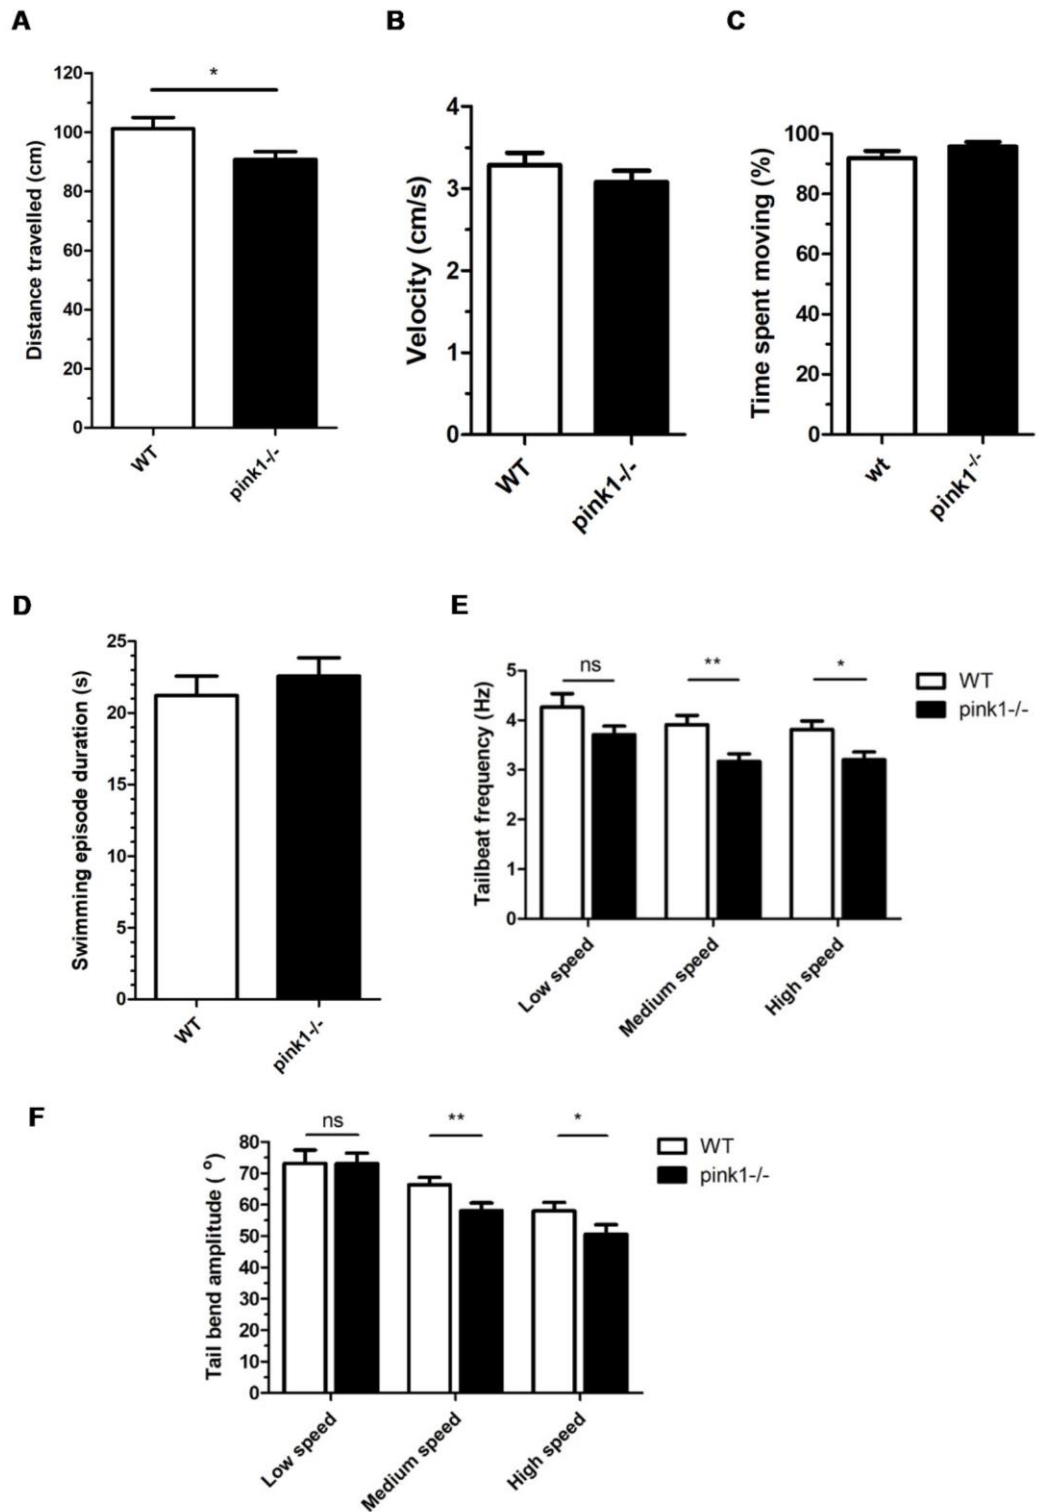 A
B
C
*
Distance travelled (cm)
120
100
80
60
40
20
0
WT
pink1-/-
Velocity (cm/s)
4
3
2
1
0
WT
pink1-/-
Time spent moving (%)
100
80
60
40
20
0
wt
pink1-/-
D
E
Swimming episode duration (s)
25
20
15
10
5
0
WT
pink1-/-
Tailbeat frequency (Hz)
5
4
3
2
1
0
ns
**
*
WT
pink1-/-
Low speed
Medium speed
High speed
F
Tail bend amplitude ( o)
80
70
60
50
40
30
20
10
0
ns
**
*
WT
pink1-/-
Low speed
Medium speed
High speed